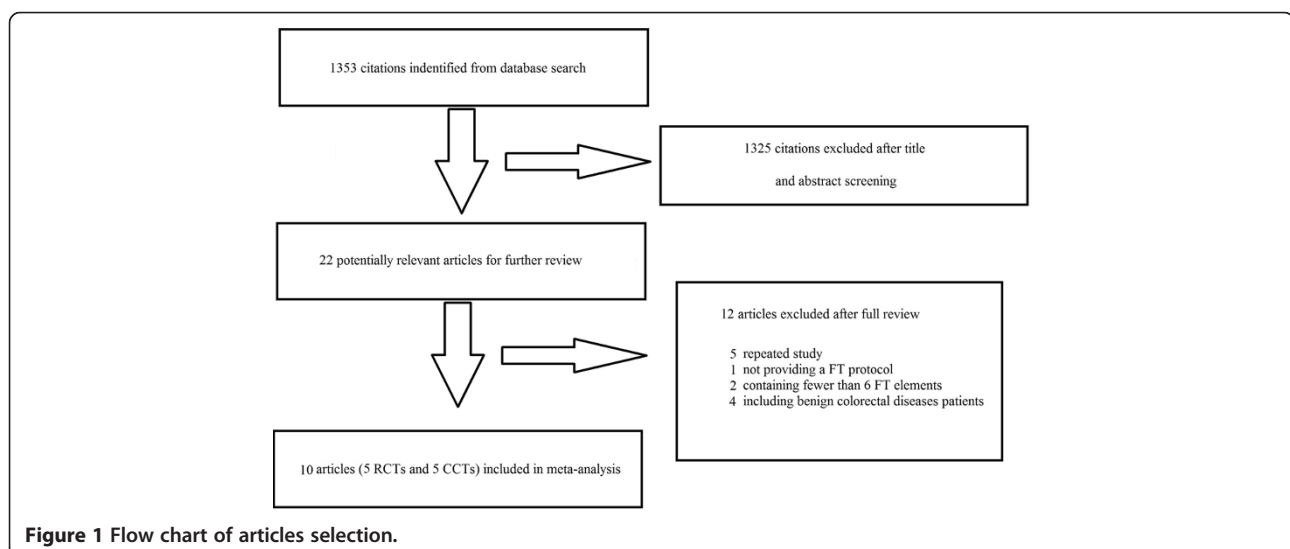 1353 citations indentified from database search
1325 citations excluded after title
and abstract screening
22 potentially relevant articles for further review
12 articles excluded after full review
5 repeated study
1 not providing a FT protocol
2 containing fewer than 6 FT elements
4 including benign colorectal diseases patients
10 articles (5 RCTs and 5 CCTs) included in meta-analysis
Figure 1 Flow chart of articles selection.